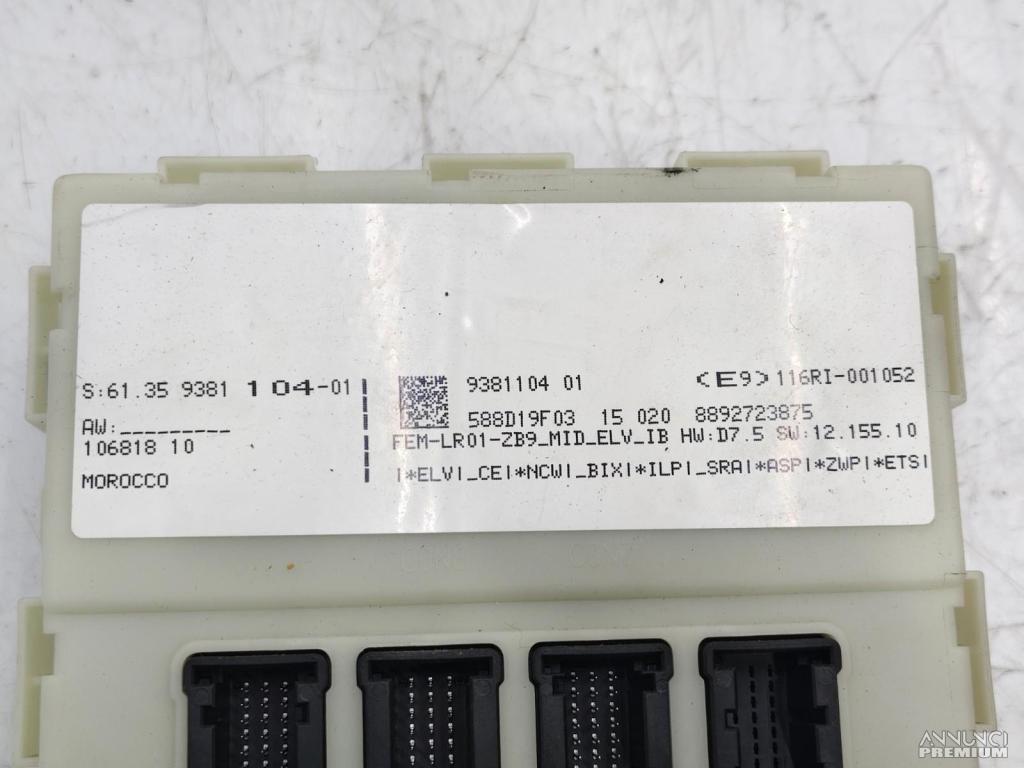 S:61.35 9381 104-01
AW:_________
106818 10
MOROCCO
9381104 01
<E9>116RI-001052
588D19F03 15 020 8892723875
FEM-LR01-ZB9_MID_ELV_IB HW:D7.5 SW:12.155.10
|*ELV|_CE|*NCW|_BIX|*ILP|_SRA|*ASP|*ZWP|*ETS|
ANNUNCI
PREMIUM